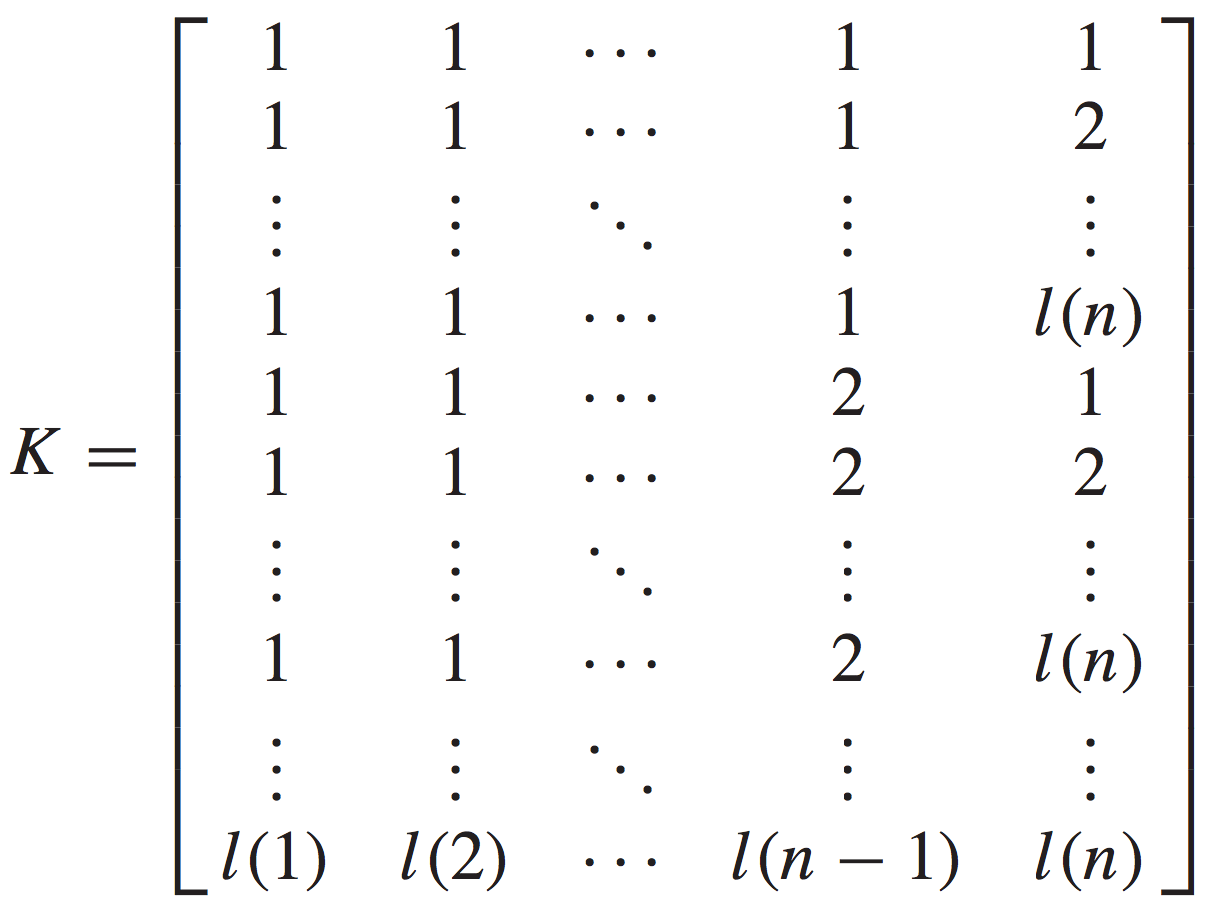 1 1 ⋯ 1 1
1 1 ⋯ 1 2
⋮ ⋮ ⋱ ⋮ ⋮
1 1 ⋯ 1 l(n)
1 1 ⋯ 2 1
K = 1 1 ⋯ 2 2
⋮ ⋮ ⋱ ⋮ ⋮
1 1 ⋯ 2 l(n)
⋮ ⋮ ⋱ ⋮ ⋮
l(1) l(2) ⋯ l(n − 1) l(n)